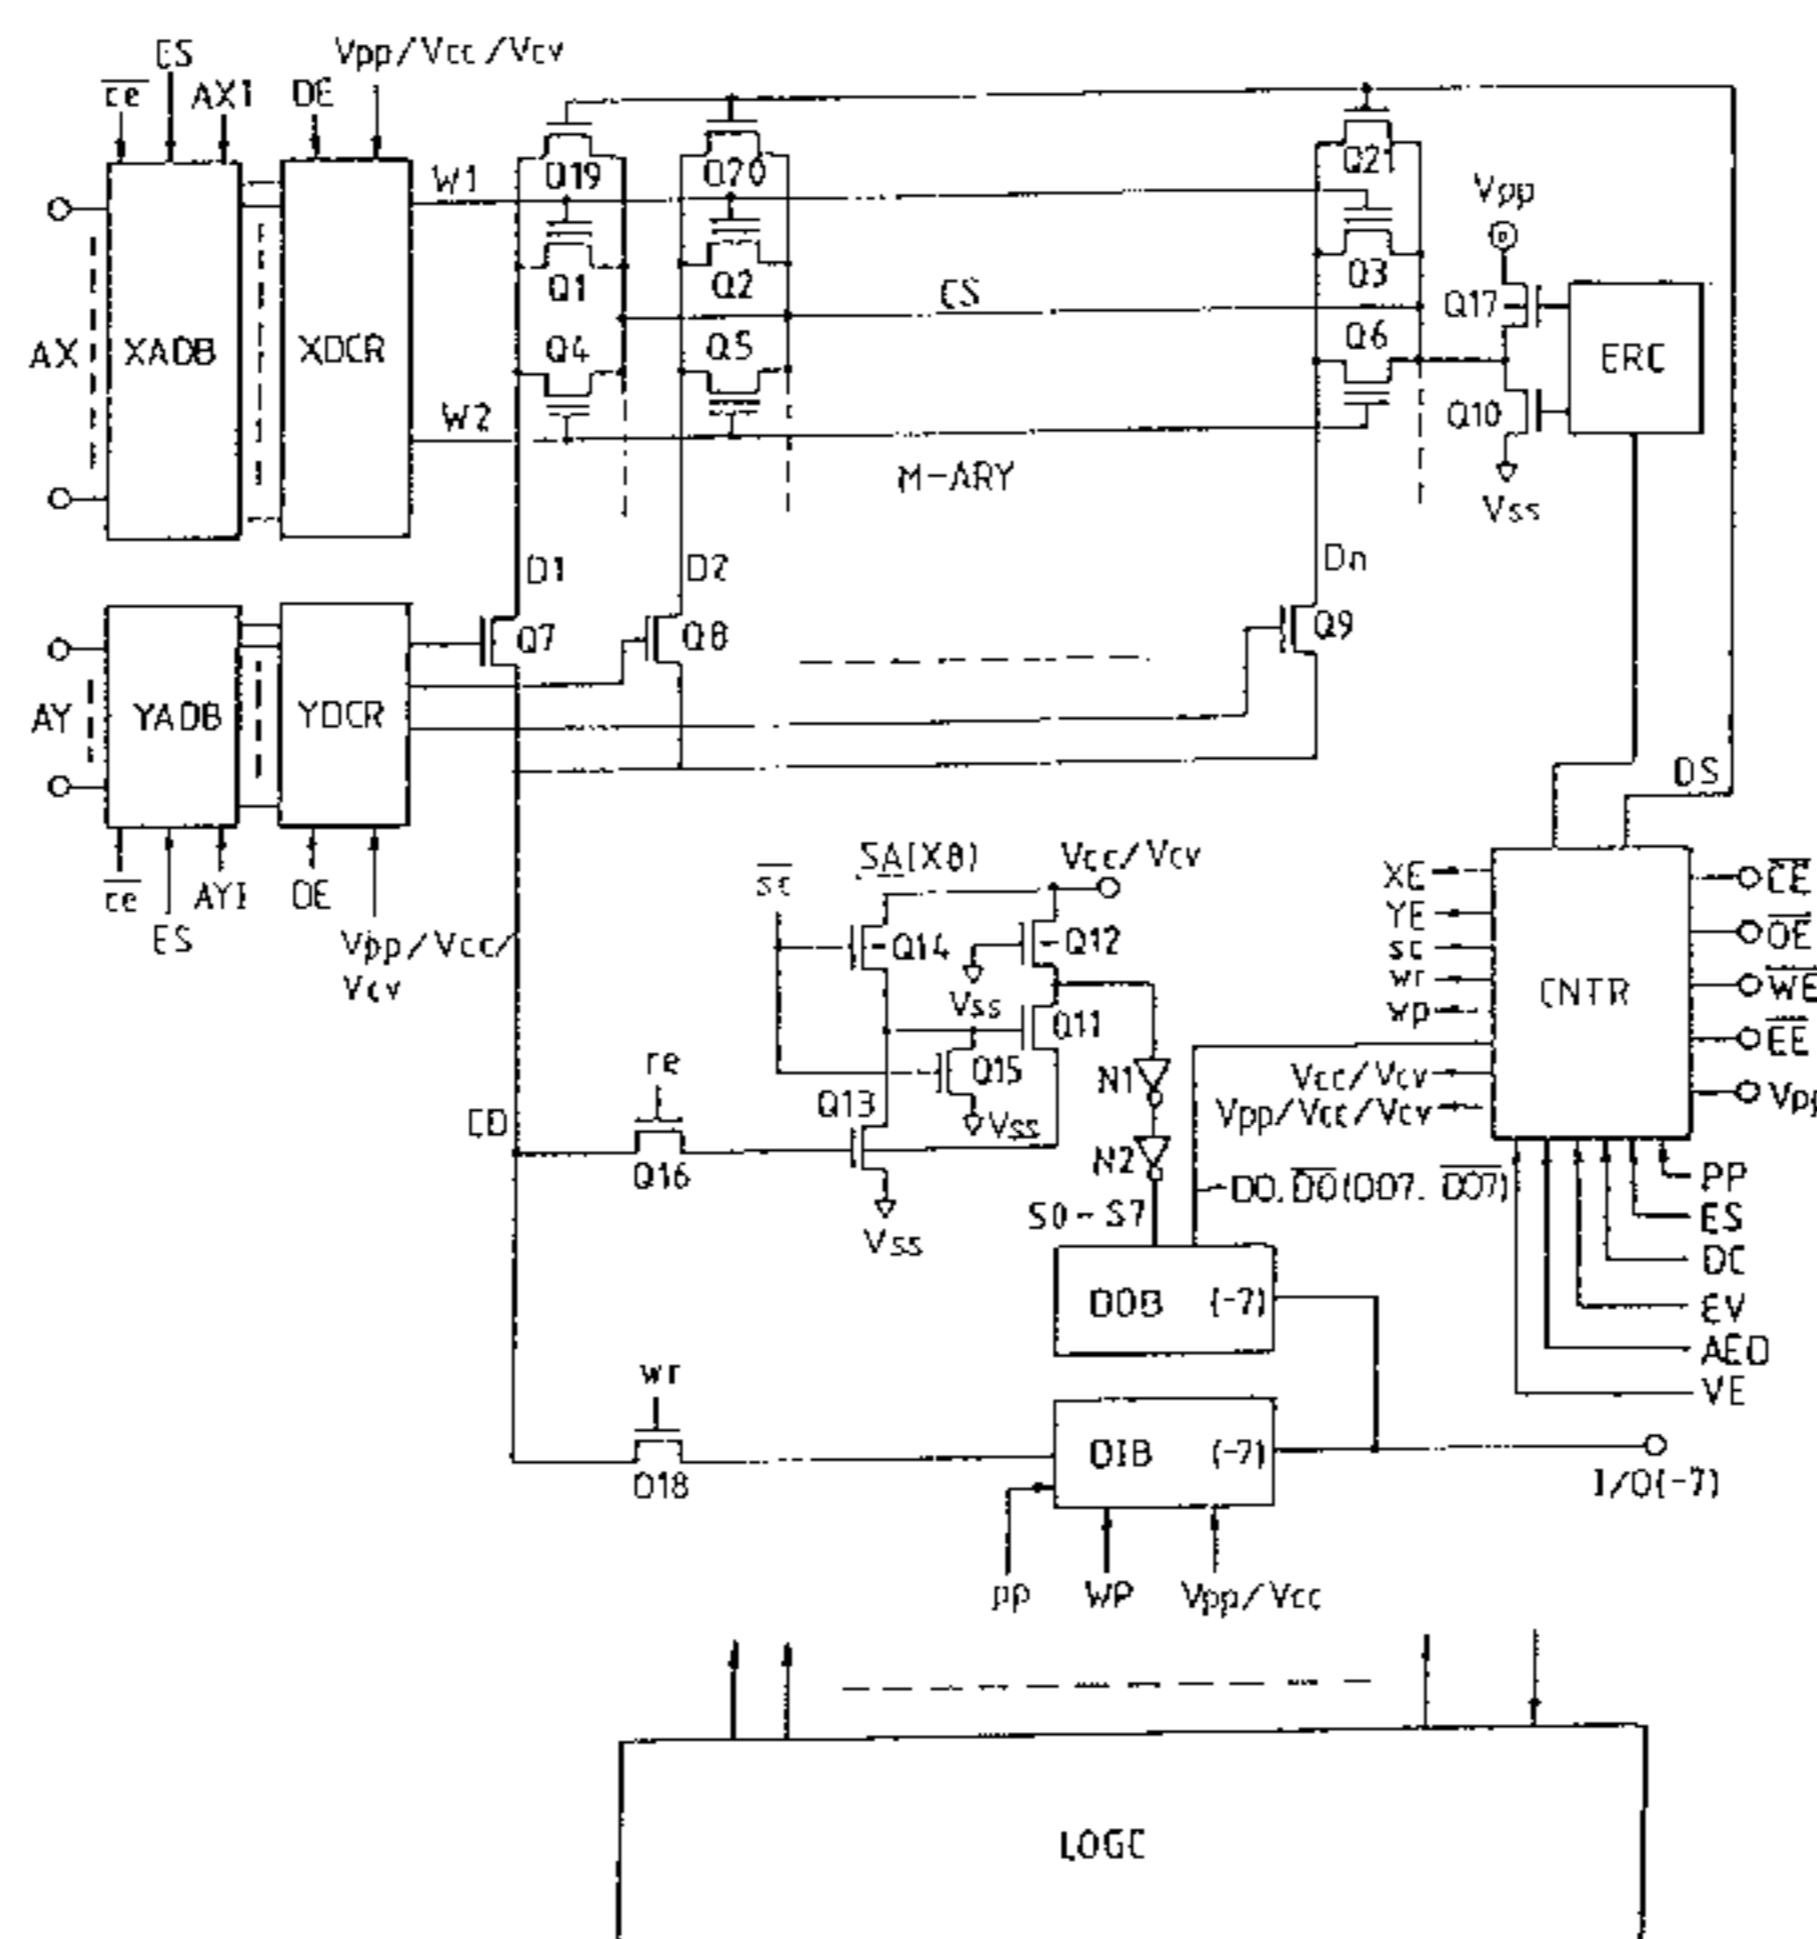 ES
Vpp/Vcc/Vcv
ce
AX1
DE
W1
Q19
Q20
Q21
Vpp
Q1
Q2
Q3
CS
Q17
AX
XADB
XDCR
Q4
Q5
Q6
ERC
W2
Q10
M-ARY
Vss
D1
D2
Dn
Q7
Q8
Q9
AY
YADB
YDCR
DS
ce
AYI
DE
ES
Vpp/Vcc/
Vcv
sc
SA(X8)
Vcc/Vcv
Q14
Q12
Vss
Q11
Q15
Vss
Q13
XE
YE
sc
wr
wp
CNTR
CE
OE
WE
EE
Vcc/Vcv
Vpp/Vcc/Vcv
re
CD
Q16
Vss
N1
N2
S0-S7
DO, DO(DO7, DO7)
PP
ES
DC
EV
AED
VE
DOB (-7)
wr
Q18
DIB (-7)
I/O(-7)
pp
WP
Vpp/Vcc
LOGC